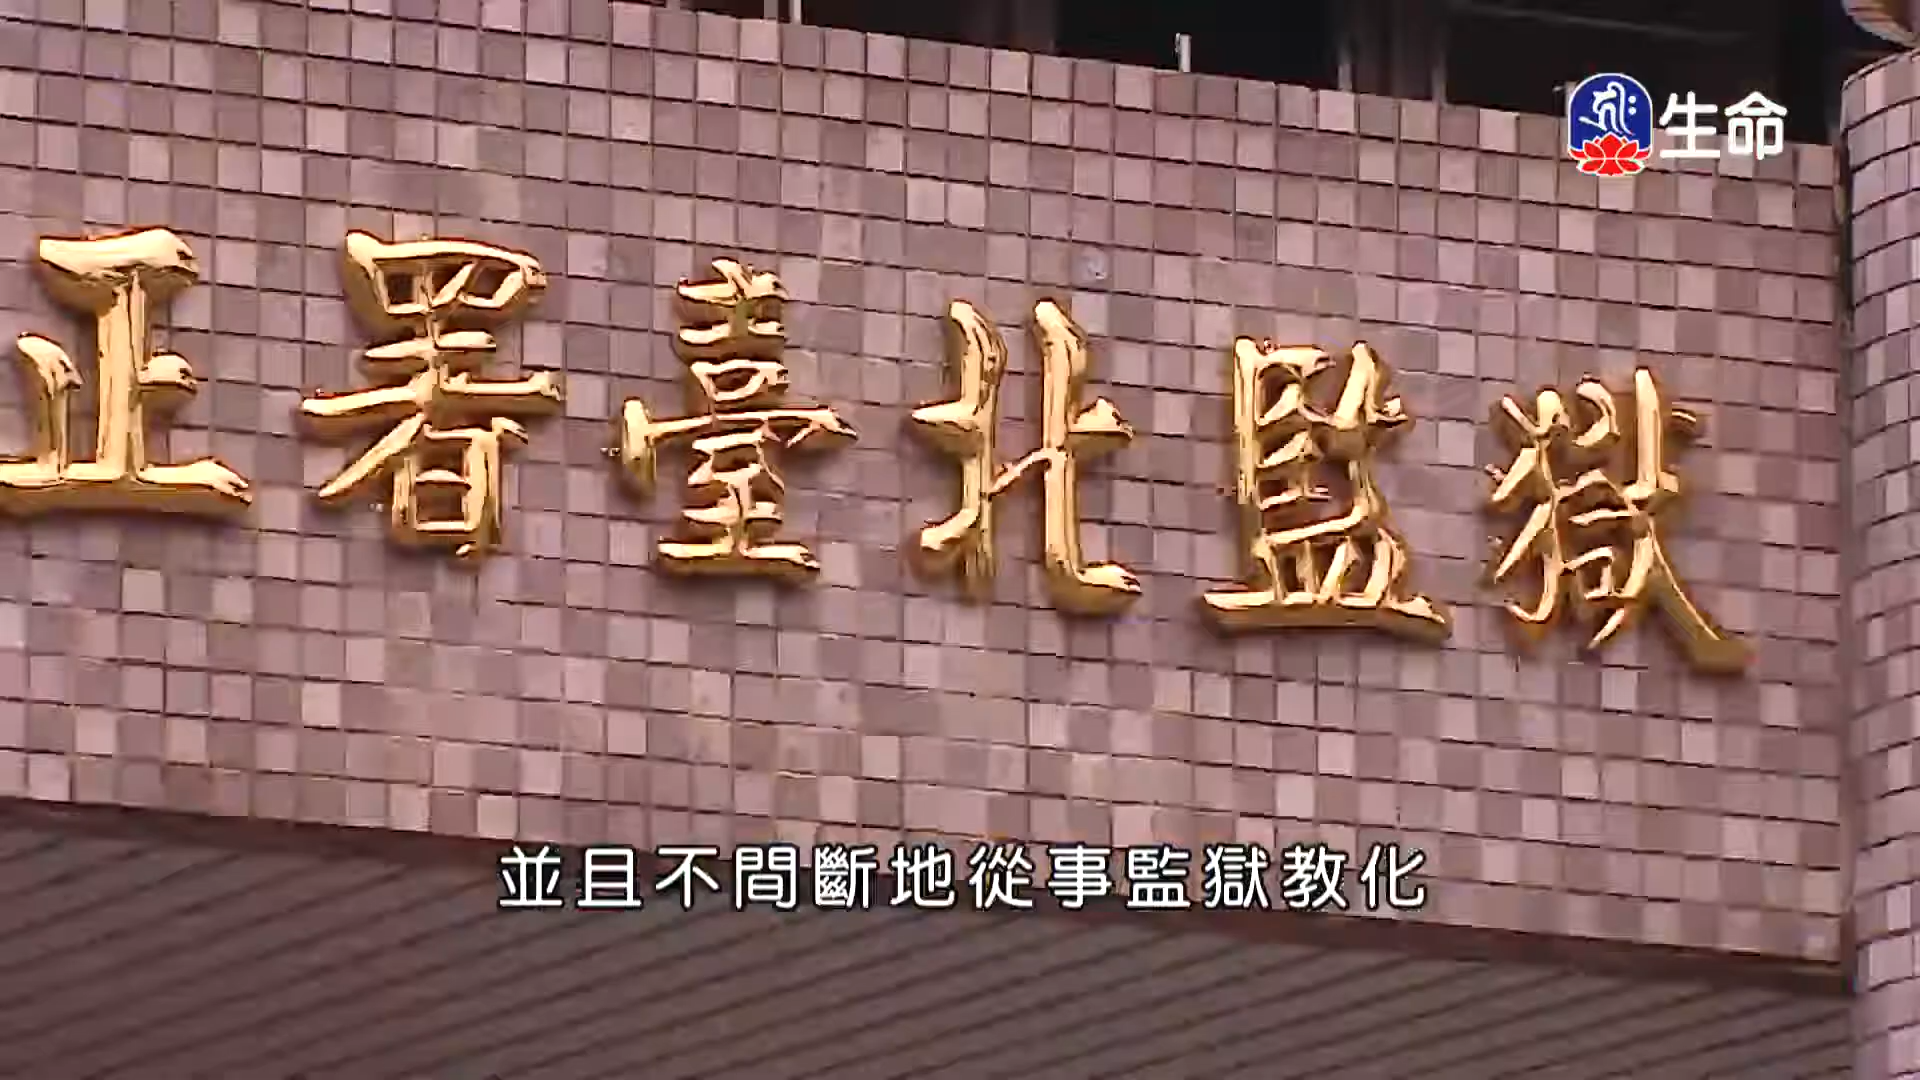 生命
正署臺北監獄
並且不間斷地從事監獄教化